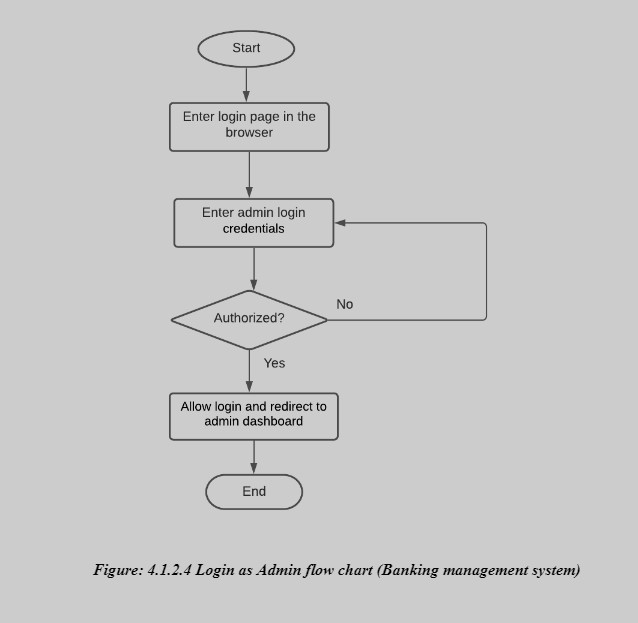 Start
Enter login page in the
browser
Enter admin login
credentials
No
Authorized?
Yes
Allow login and redirect to
admin dashboard
End
Figure: 4.1.2.4 Login as Admin flow chart (Banking management system)